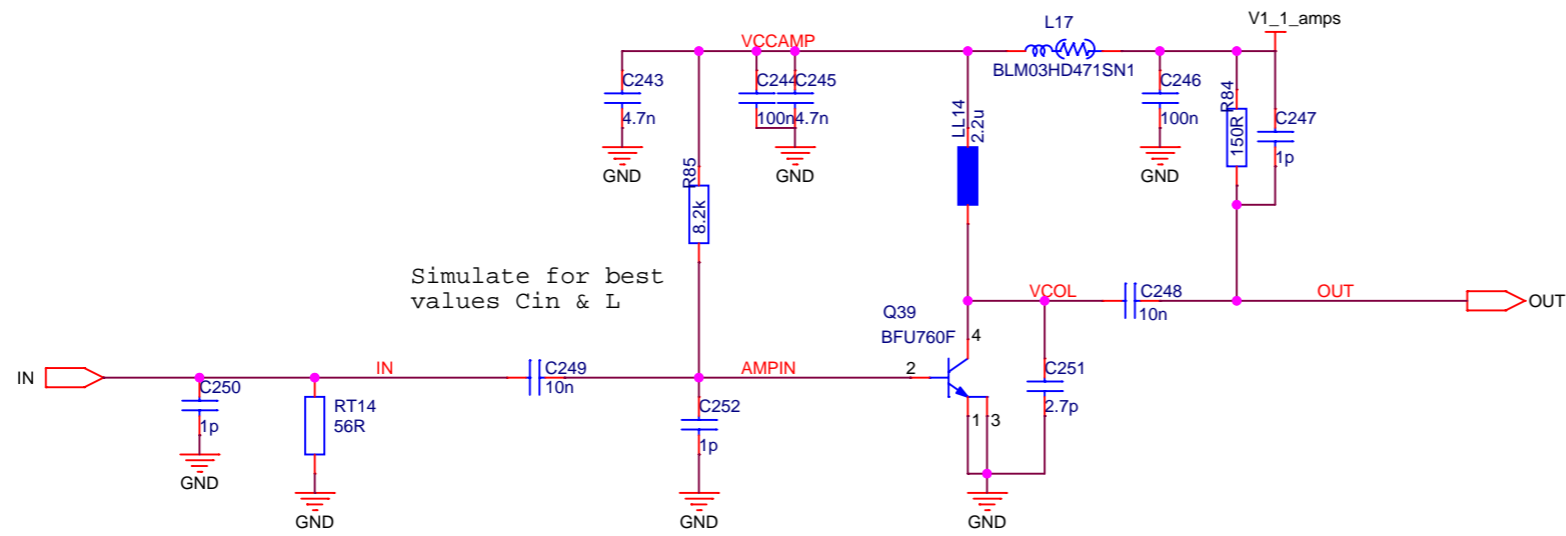 V1_1_amps
L17
VCCAMP
BLM03HD471SN1
C243
4.7n
GND
C244
100n
C245
4.7n
GND
LL14
2.2u
C246
100n
GND
R84
150R
C247
1p
R85
8.2k
Simulate for best
values Cin & L
VCOL
C248
10n
OUT
OUT
Q39
BFU760F
4
2
1
3
C251
2.7p
GND
IN
IN
C249
10n
AMPIN
C250
1p
GND
RT14
56R
GND
C252
1p
GND